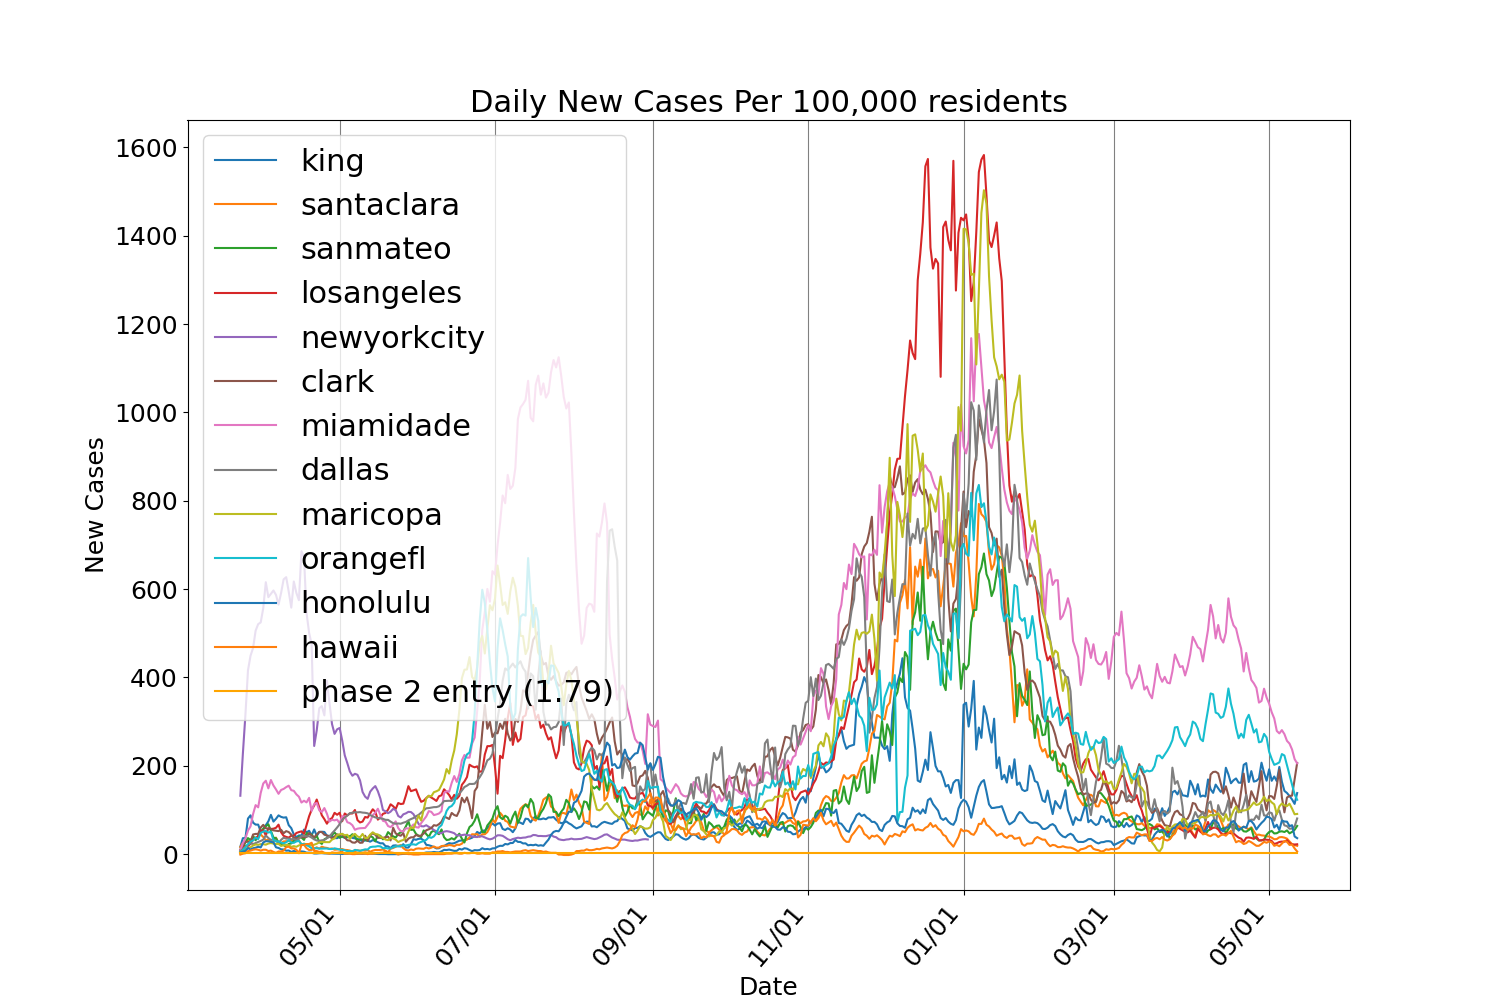 Daily New Cases Per 100,000 residents
1600
1400
1200
1000
800
600
400
200
0
New Cases
king
santaclara
sanmateo
losangeles
newyorkcity
clark
miamidade
dallas
maricopa
orangefl
honolulu
hawaii
phase 2 entry (1.79)
05/01
07/01
09/01
11/01
01/01
03/01
05/01
Date